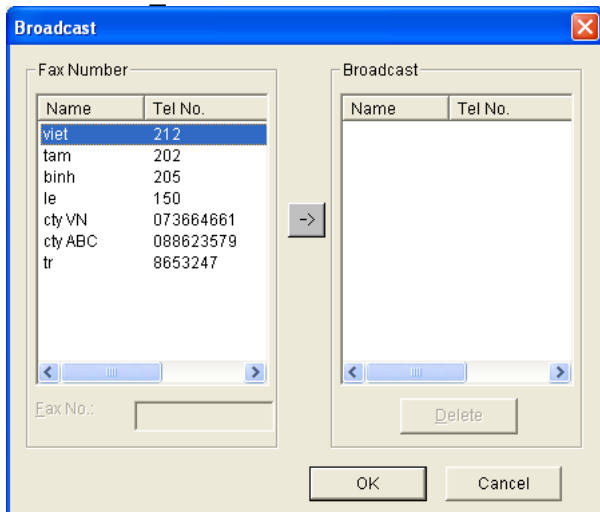 Broadcast
Fax Number
Name Tel No.
viet 212
tam 202
binh 205
le 150
cty VN 073664661
cty ABC 088623579
tr 8653247
Fax No.:
->
Broadcast
Name Tel No.
Delete
OK Cancel